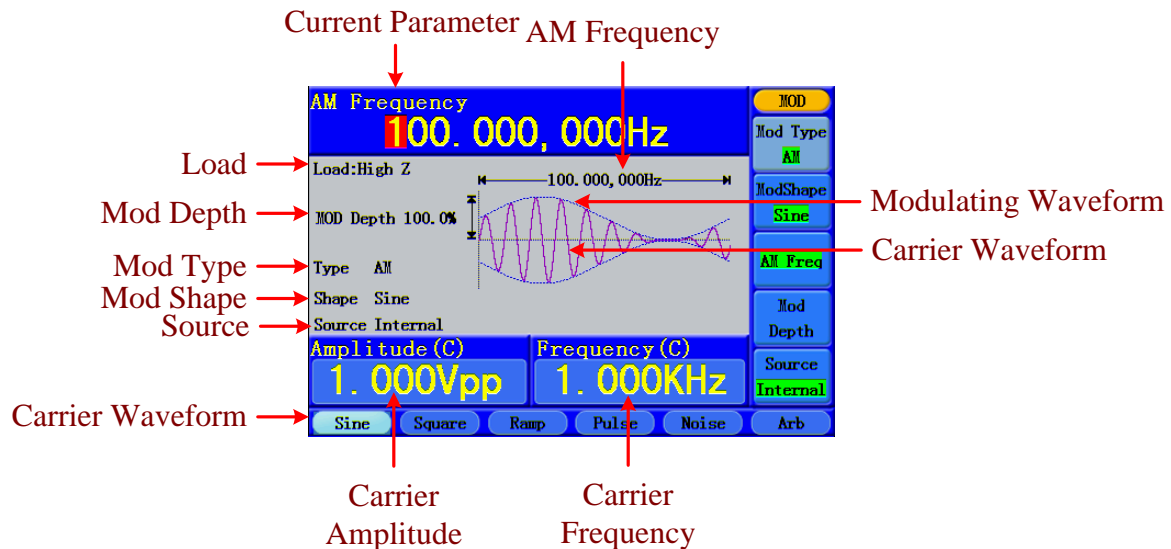 Current Parameter
AM Frequency
AM Frequency
100. 000, 000Hz
MOD
Mod Type
AM
Load
Load:High Z
100. 000, 000Hz
ModShape
Sine
Modulating Waveform
Mod Depth
MOD Depth 100.0%
Carrier Waveform
AM Freq
Mod Type
Type AM
Mod Shape
Shape Sine
Mod
Depth
Source
Source Internal
Amplitude(C)
Frequency(C)
1. 000Vpp
1. 000KHz
Source
Internal
Carrier Waveform
Sine
Square
Ramp
Pulse
Noise
Arb
Carrier
Amplitude
Carrier
Frequency